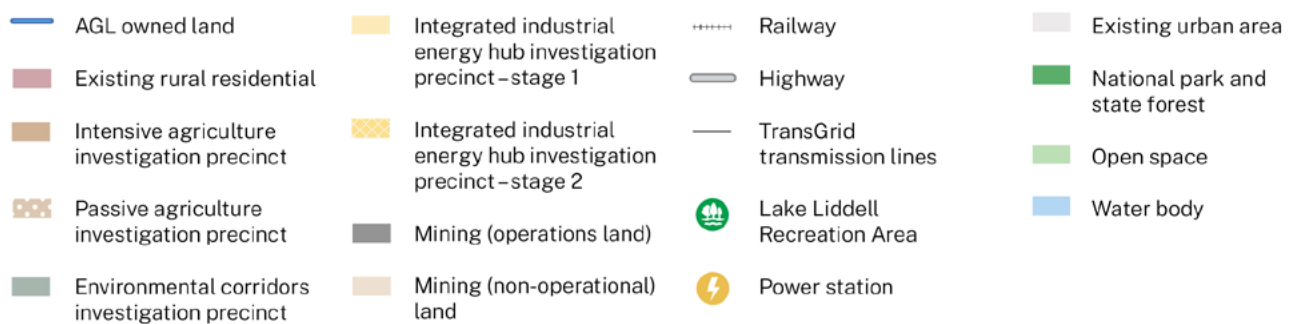 AGL owned land
Existing rural residential
Intensive agriculture
investigation precinct
Passive agriculture
investigation precinct
Environmental corridors
investigation precinct
Integrated industrial
energy hub investigation
precinct – stage 1
Integrated industrial
energy hub investigation
precinct – stage 2
Mining (operations land)
Mining (non-operational)
land
Railway
Highway
TransGrid
transmission lines
Lake Liddell
Recreation Area
Power station
Existing urban area
National park and
state forest
Open space
Water body